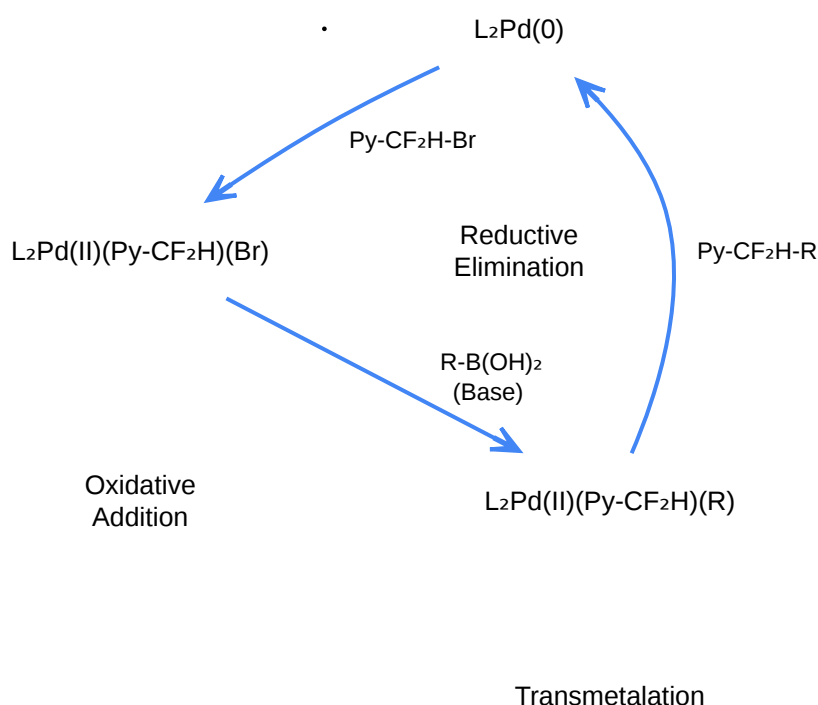 L₂Pd(0)
Py-CF₂H-Br
L₂Pd(II)(Py-CF₂H)(Br)
Reductive
Elimination
Py-CF₂H-R
R-B(OH)₂
(Base)
Oxidative
Addition
L₂Pd(II)(Py-CF₂H)(R)
Transmetalation